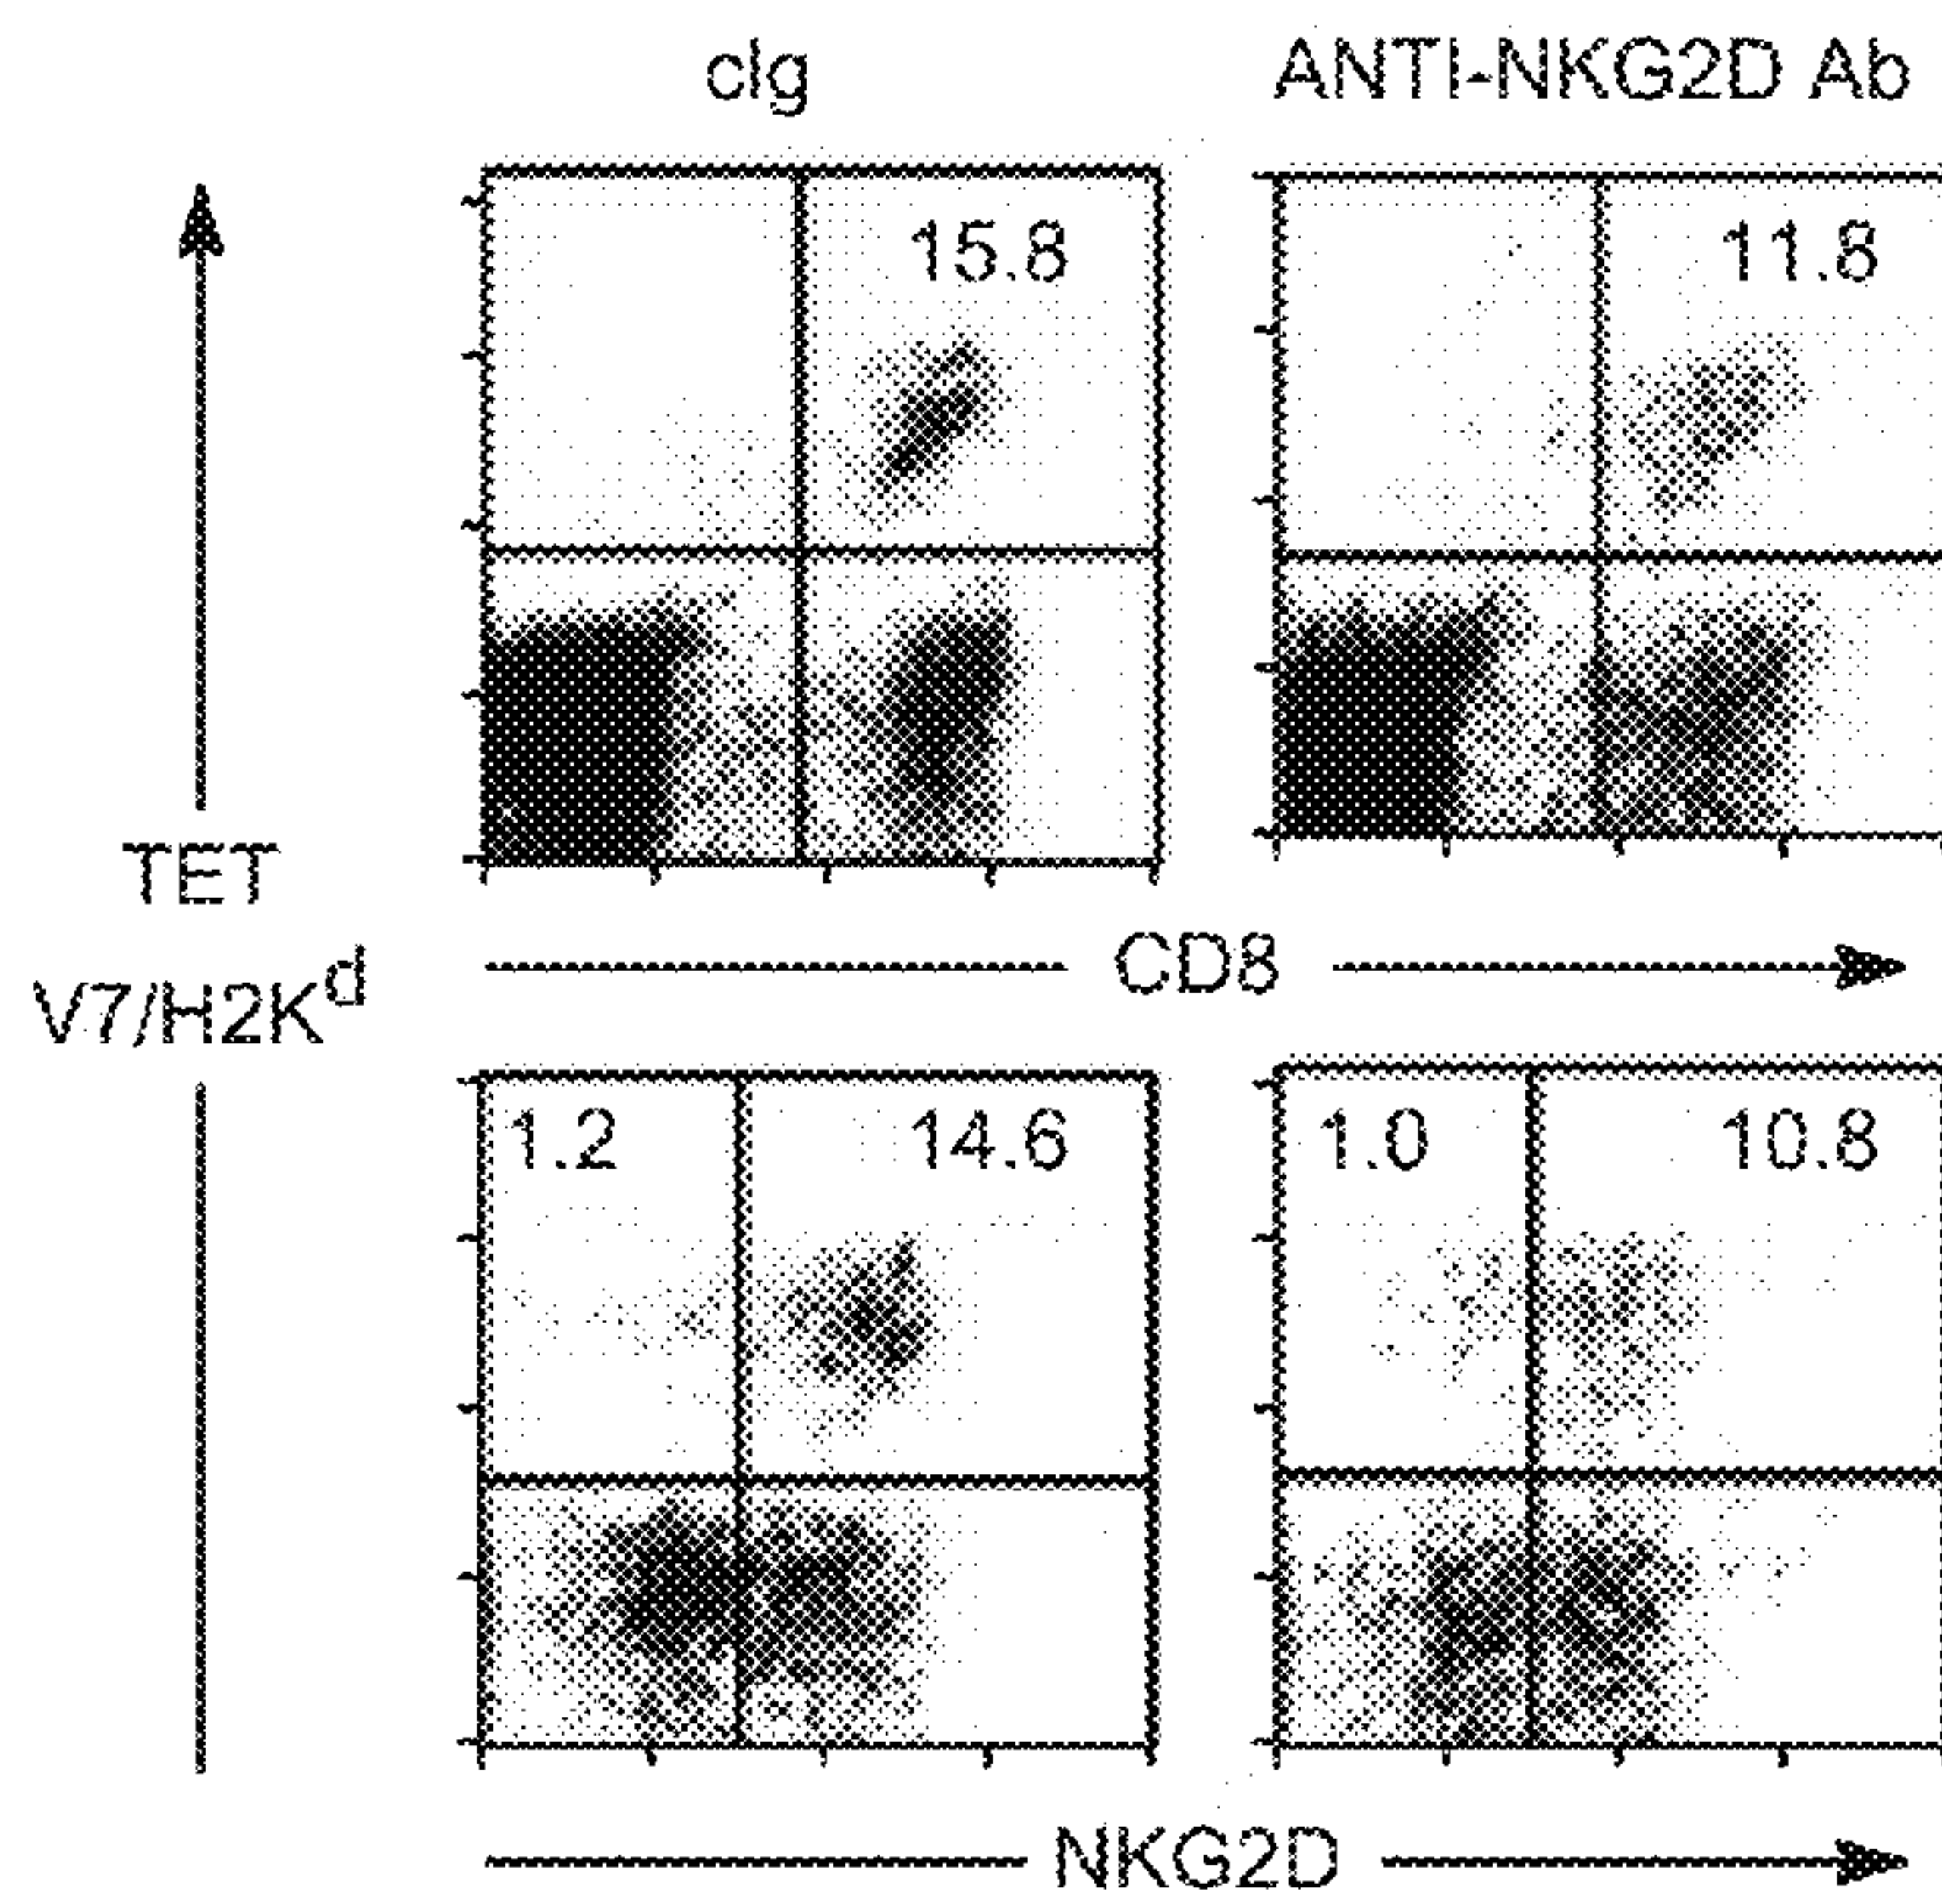 cIg ANTI-NKG2D Ab
15.8 11.8
TET
V7/H2Kd
CD8
1.2 14.6 1.0 10.8
NKG2D